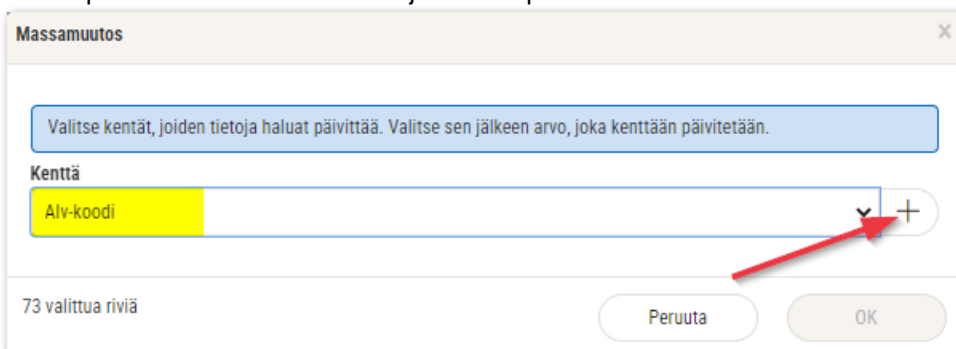 Massamuutos
Valitse kentät, joiden tietoja haluat päivittää. Valitse sen jälkeen arvo, joka kenttään päivitetään.
Kenttä
Alv-koodi
73 valittua riviä
Peruuta
OK